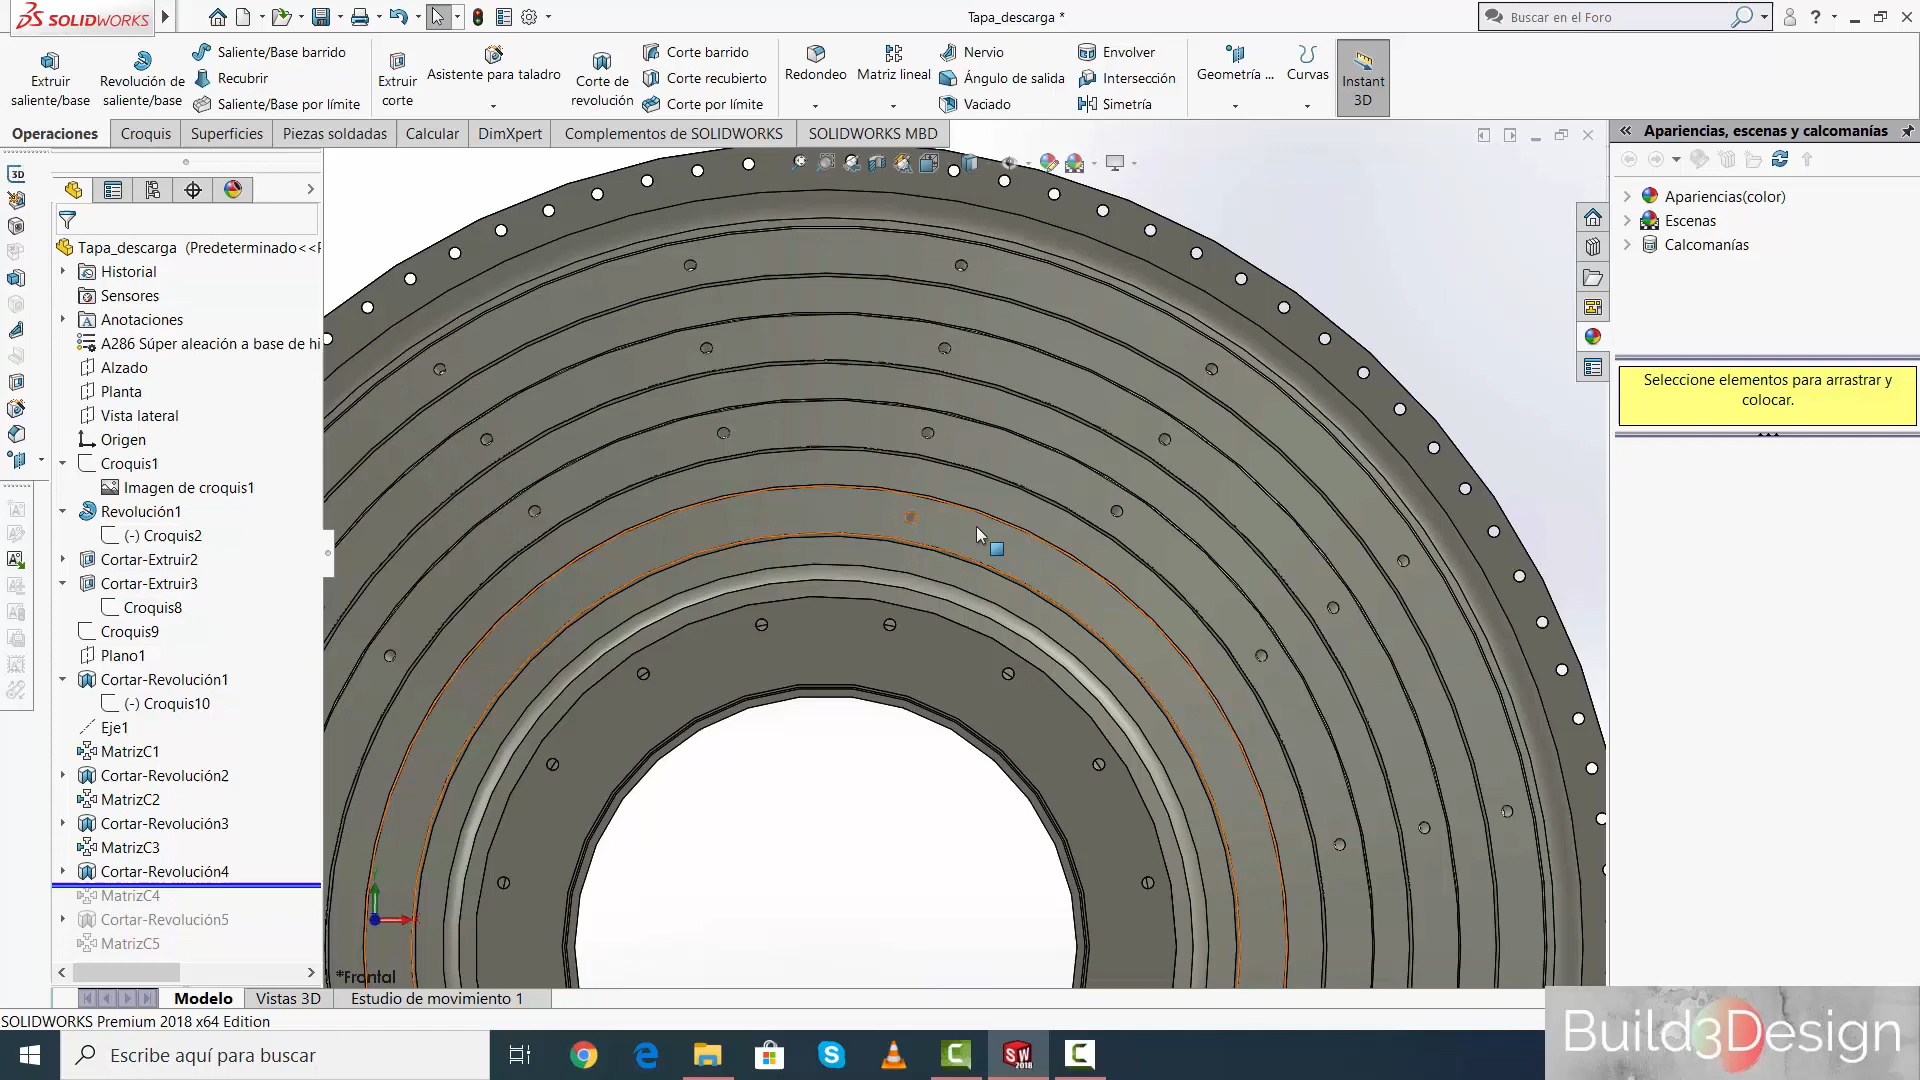 SOLIDWORKS
Tapa_descarga *
Buscar en el Foro
Extruir saliente/base
Revolución de saliente/base
Saliente/Base barrido
Recubrir
Saliente/Base por límite
Extruir corte
Asistente para taladro
Corte de revolución
Corte barrido
Corte recubierto
Corte por límite
Redondeo
Matriz lineal
Nervio
Ángulo de salida
Vaciado
Envolver
Intersección
Simetría
Geometría ...
Curvas
Instant 3D
Operaciones
Croquis
Superficies
Piezas soldadas
Calcular
DimXpert
Complementos de SOLIDWORKS
SOLIDWORKS MBD
Apariencias, escenas y calcomanías
3D
Tapa_descarga (Predeterminado<<
Historial
Sensores
Anotaciones
A286 Súper aleación a base de hi
Alzado
Planta
Vista lateral
Origen
Croquis1
Imagen de croquis1
Revolución1
(-) Croquis2
Cortar-Extruir2
Cortar-Extruir3
Croquis8
Croquis9
Plano1
Cortar-Revolución1
(-) Croquis10
Eje1
MatrizC1
Cortar-Revolución2
MatrizC2
Cortar-Revolución3
MatrizC3
Cortar-Revolución4
MatrizC4
Cortar-Revolución5
MatrizC5
*Frontal
Apariencias(color)
Escenas
Calcomanías
Seleccione elementos para arrastrar y
colocar.
Modelo
Vistas 3D
Estudio de movimiento 1
SOLIDWORKS Premium 2018 x64 Edition
Escribe aquí para buscar
SW
2018
Build3Design